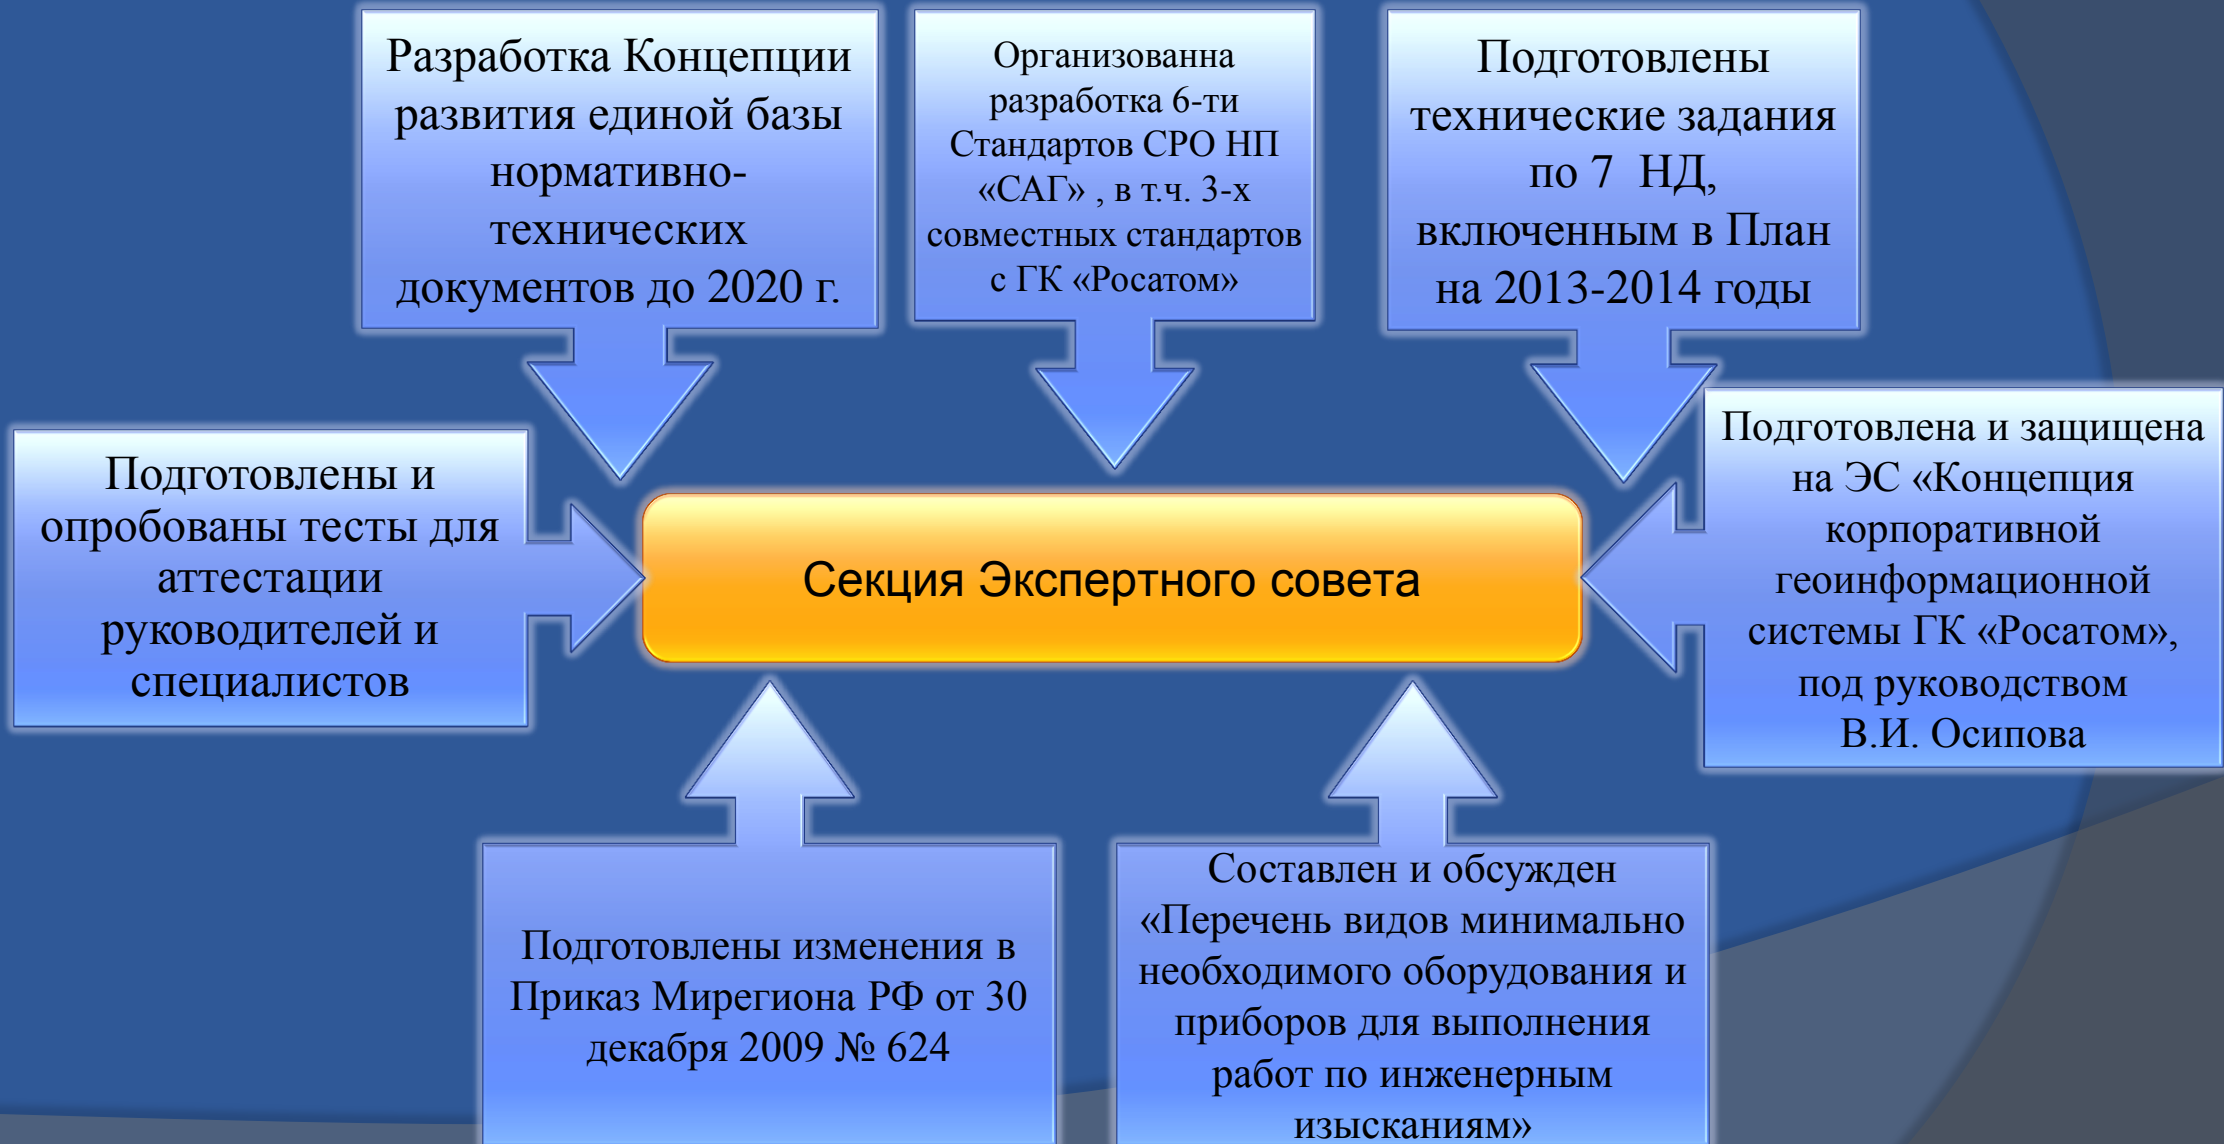 Разработка Концепции
развития единой базы
нормативно-
технических
документов до 2020 г.
Организованна
разработка 6-ти
Стандартов СРО НП
«САГ» , в т.ч. 3-х
совместных стандартов
с ГК «Росатом»
Подготовлены
технические задания
по 7 НД,
включенным в План
на 2013-2014 годы
Подготовлены и
опробованы тесты для
аттестации
руководителей и
специалистов
Секция Экспертного совета
Подготовлена и защищена
на ЭС «Концепция
корпоративной
геоинформационной
системы ГК «Росатом»,
под руководством
В.И. Осипова
Подготовлены изменения в
Приказ Мирегиона РФ от 30
декабря 2009 № 624
Составлен и обсужден
«Перечень видов минимально
необходимого оборудования и
приборов для выполнения
работ по инженерным
изысканиям»